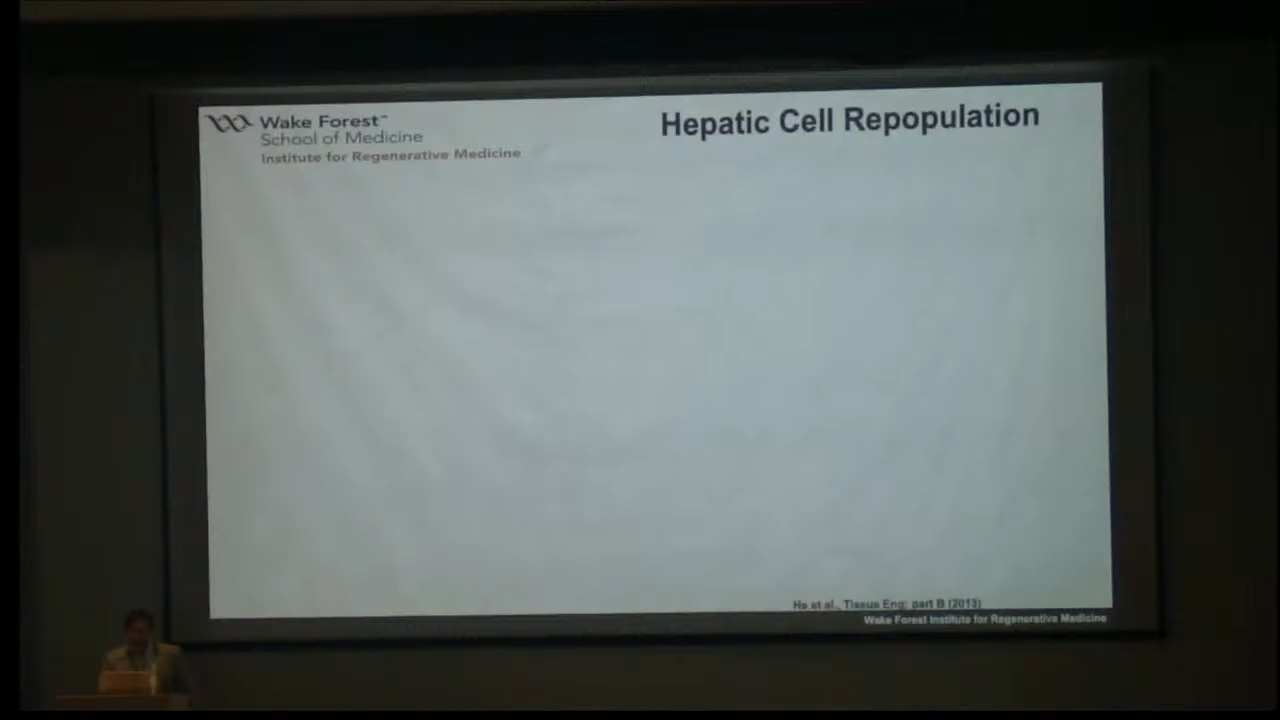 Wake Forest™
School of Medicine
Institute for Regenerative Medicine
Hepatic Cell Repopulation
et al., Tissue Eng: part B (2013)
Wake Forest Institute for Regenerative Medicine